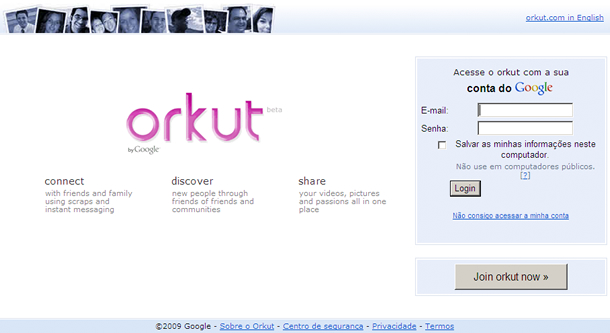 orkut.com in English
orkut beta
by Google
connect
with friends and family
using scraps and
instant messaging
discover
new people through
friends of friends and
communities
share
your videos, pictures
and passions all in one
place
Acesse o orkut com a sua
conta do Google
E-mail:
Senha:
Salvar as minhas informações neste
computador.
Não use em computadores públicos.
[?]
Login
Não consigo acessar a minha conta
Join orkut now »
©2009 Google - Sobre o Orkut - Centro de segurança - Privacidade - Termos